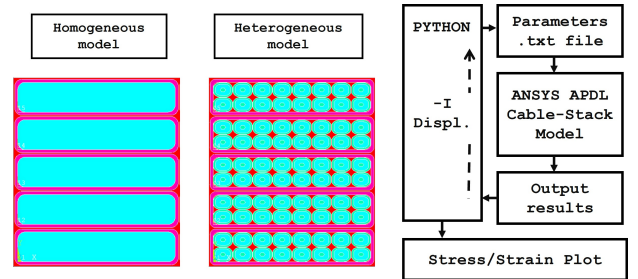 Homogeneous
model
Heterogeneous
model
PYTHON
-I
Displ.
Parameters
.txt file
ANSYS APDL
Cable-Stack
Model
Output
results
Stress/Strain Plot